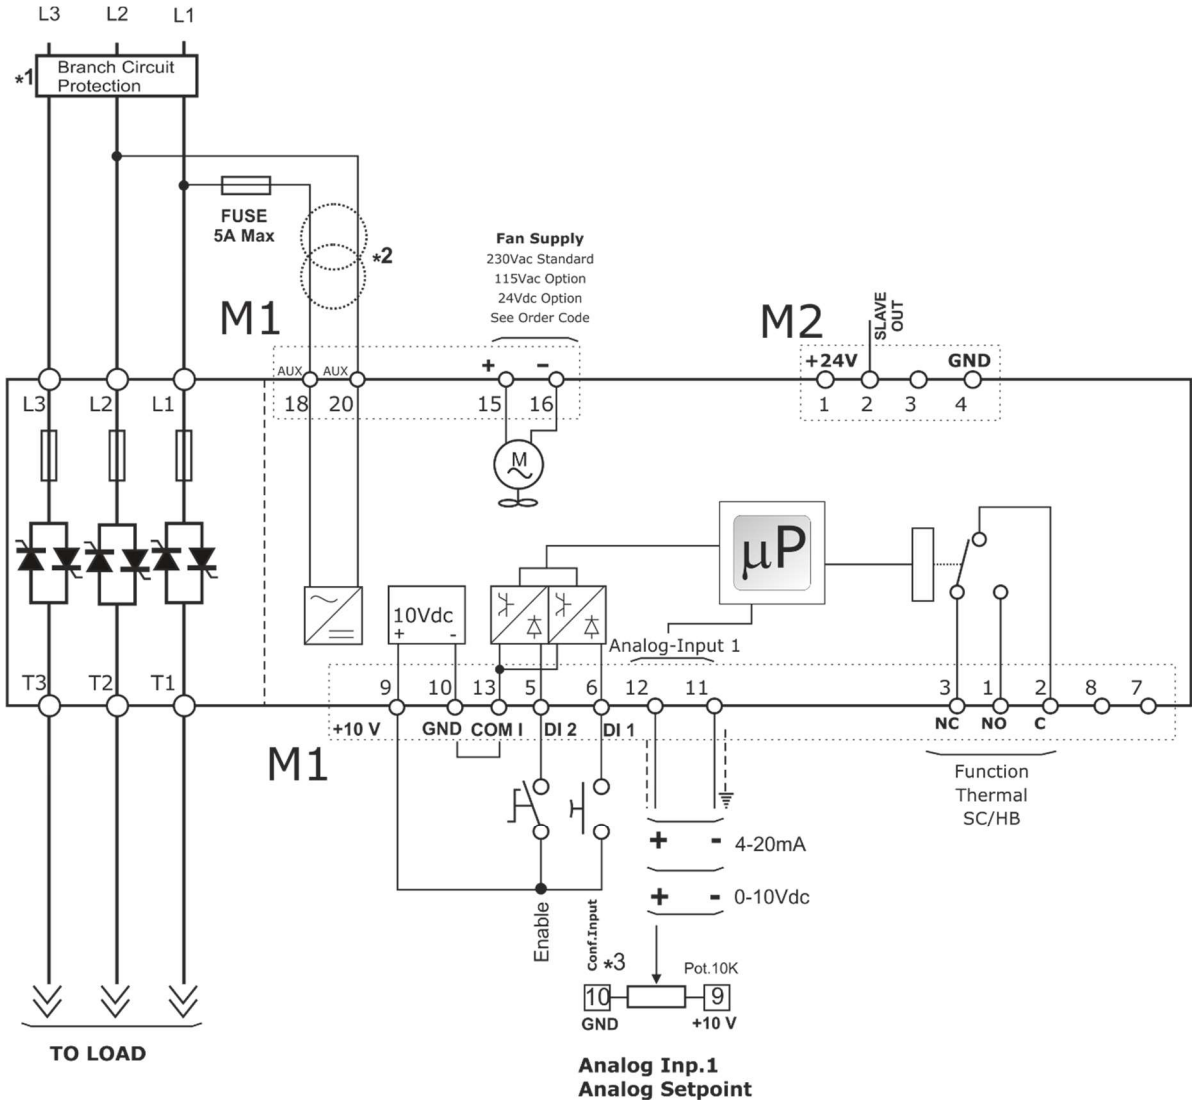 L3 L2 L1
*1
Branch Circuit
Protection
FUSE
5A Max
*2
Fan Supply
230Vac Standard
115Vac Option
24Vdc Option
See Order Code
M1
M2
SLAVE
OUT
AUX AUX + -
+24V GND
L3 L2 L1
18 20 15 16
1 2 3 4
M
µP
10Vdc
+ -
Analog-Input 1
T3 T2 T1
9 10 13 5 6 12 11 3 1 2 8 7
+10 V GND COM I DI 2 DI 1
NC NO C
M1
Function
Thermal
SC/HB
+ - 4-20mA
+ - 0-10Vdc
Enable
Conf.Input
*3
Pot.10K
10 9
GND +10 V
TO LOAD
Analog Inp.1
Analog Setpoint